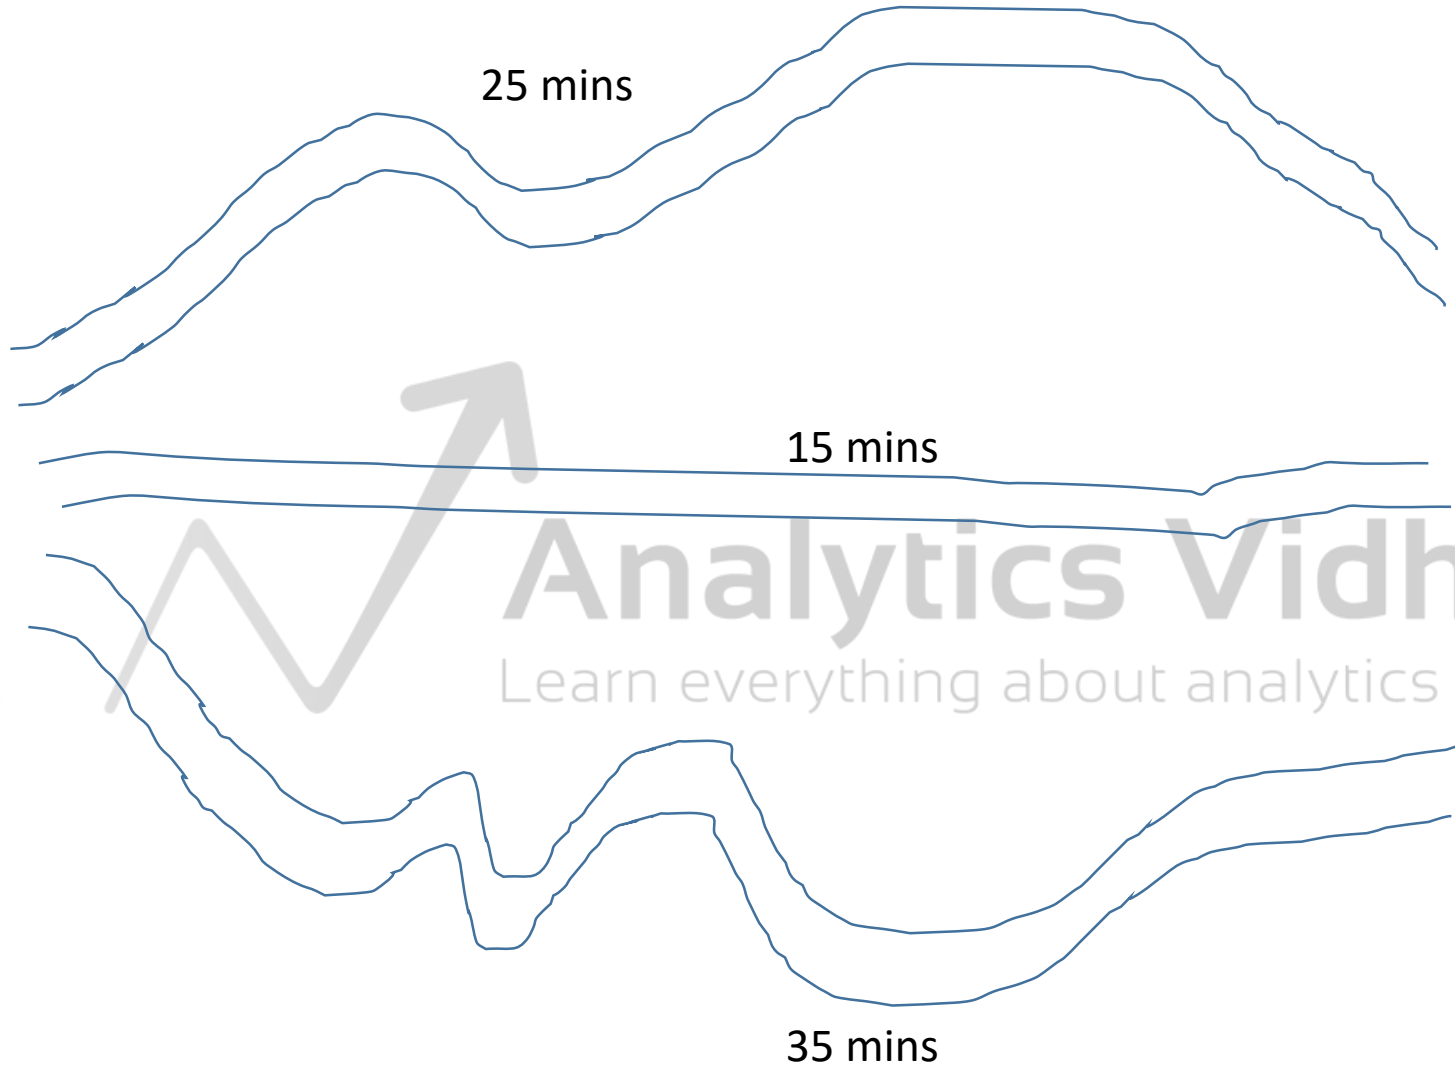 25 mins
15 mins
Analytics Vidh
Learn everything about analytics
35 mins